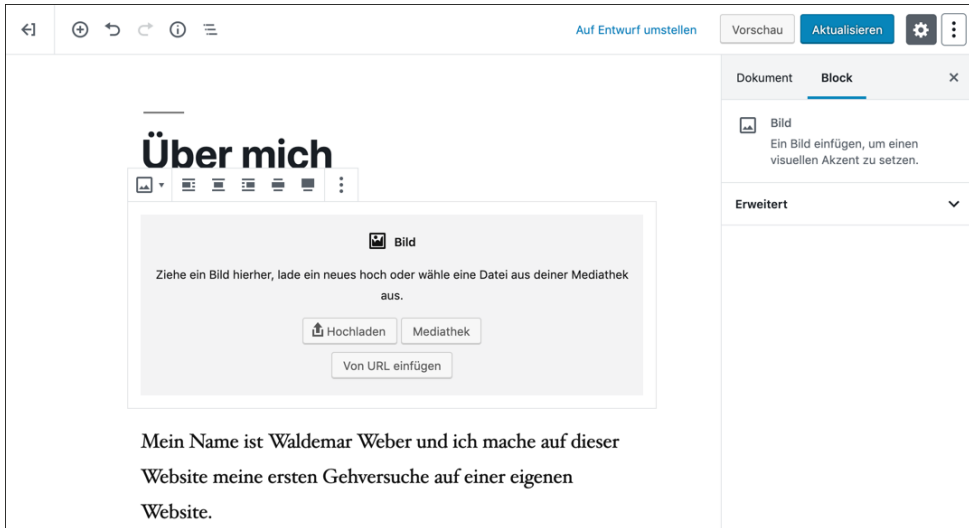 Auf Entwurf umstellen
Vorschau
Aktualisieren
Dokument
Block
Bild
Ein Bild einfügen, um einen
visuellen Akzent zu setzen.
Erweitert
Über mich
Bild
Ziehe ein Bild hierher, lade ein neues hoch oder wähle eine Datei aus deiner Mediathek
aus.
Hochladen
Mediathek
Von URL einfügen
Mein Name ist Waldemar Weber und ich mache auf dieser
Website meine ersten Gehversuche auf einer eigenen
Website.